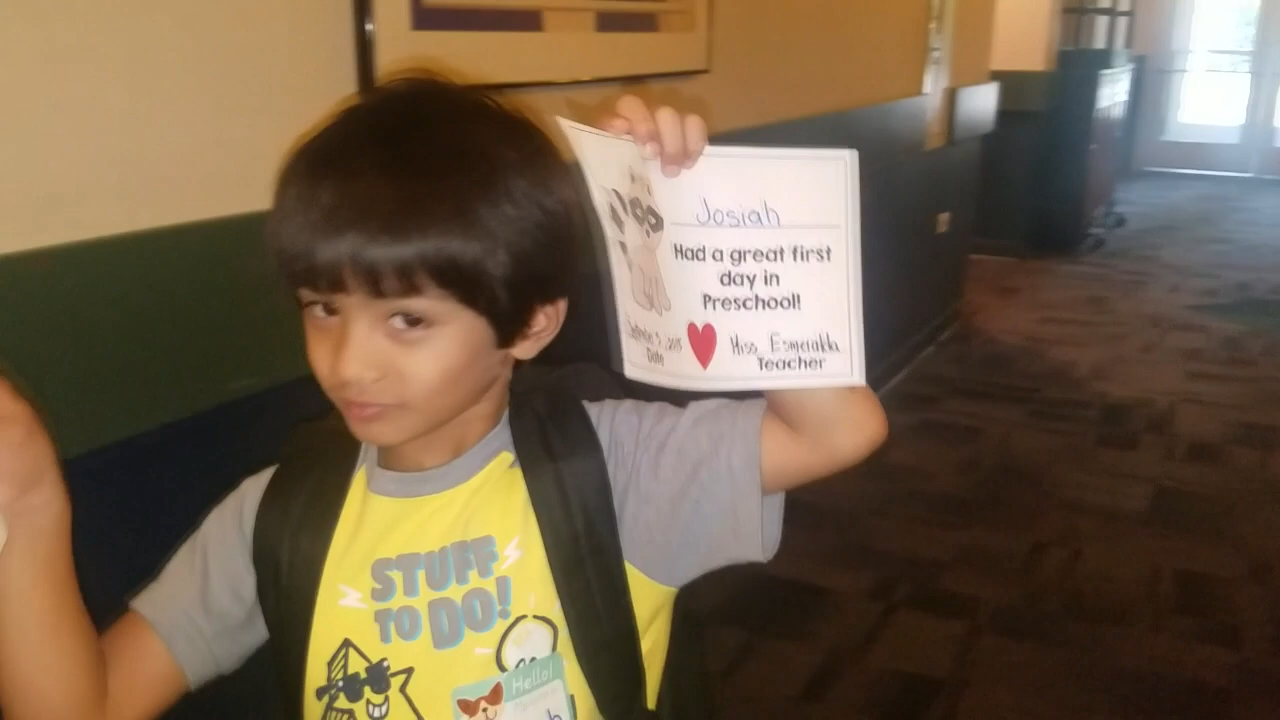 Josiah
Had a great first
day in
Preschool!
Miss Esmeralda
Date
Teacher
STUFF
TO DO!
Hello!